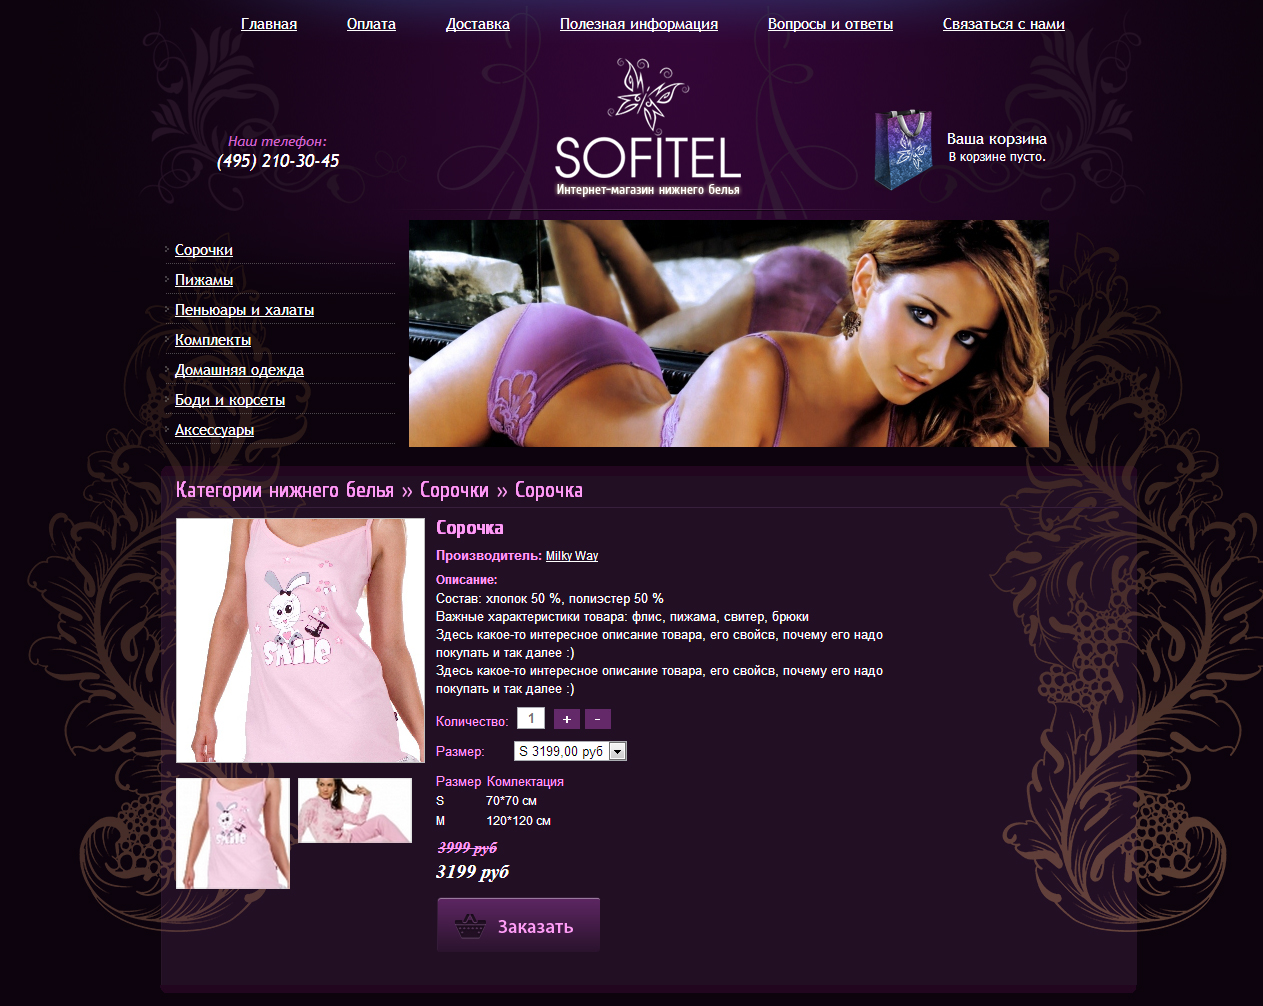 Главная Оплата Доставка Полезная информация Вопросы и ответы Связаться с нами
Наш телефон:
(495) 210-30-45
SOFITEL
Интернет-магазин нижнего белья
Ваша корзина
В корзине пусто.
Сорочки
Пижамы
Пеньюары и халаты
Комплекты
Домашняя одежда
Боди и корсеты
Аксессуары
Категории нижнего белья » Сорочки » Сорочка
SMILE
SMILE
Сорочка
Производитель: Milky Way
Описание:
Состав: хлопок 50 %, полиэстер 50 %
Важные характеристики товара: флис, пижама, свитер, брюки
Здесь какое-то интересное описание товара, его свойсв, почему его надо
покупать и так далее :)
Здесь какое-то интересное описание товара, его свойсв, почему его надо
покупать и так далее :)
Количество: 1 + -
Размер: S 3199,00 руб
Размер Комлектация
S 70*70 см
M 120*120 см
3999 руб
3199 руб
Заказать